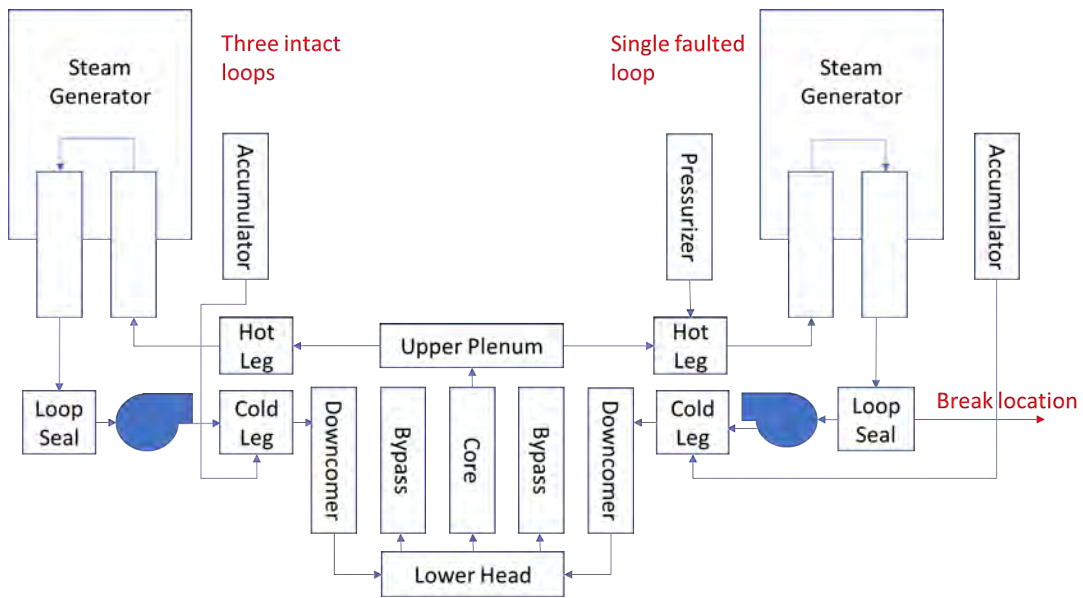 Three intact
loops
Single faulted
loop
Steam
Generator
Steam
Generator
Accumulator
Pressurizer
Accumulator
Hot
Leg
Upper Plenum
Hot
Leg
Loop
Seal
Cold
Leg
Downcomer
Bypass
Core
Bypass
Downcomer
Cold
Leg
Loop
Seal
Break location
Lower Head